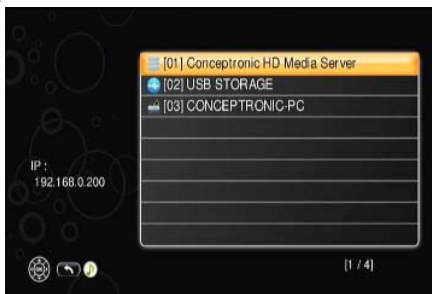 [01] Conceptronic HD Media Server
[02] USB STORAGE
[03] CONCEPTRONIC-PC
IP :
192.168.0.200
[1 / 4]